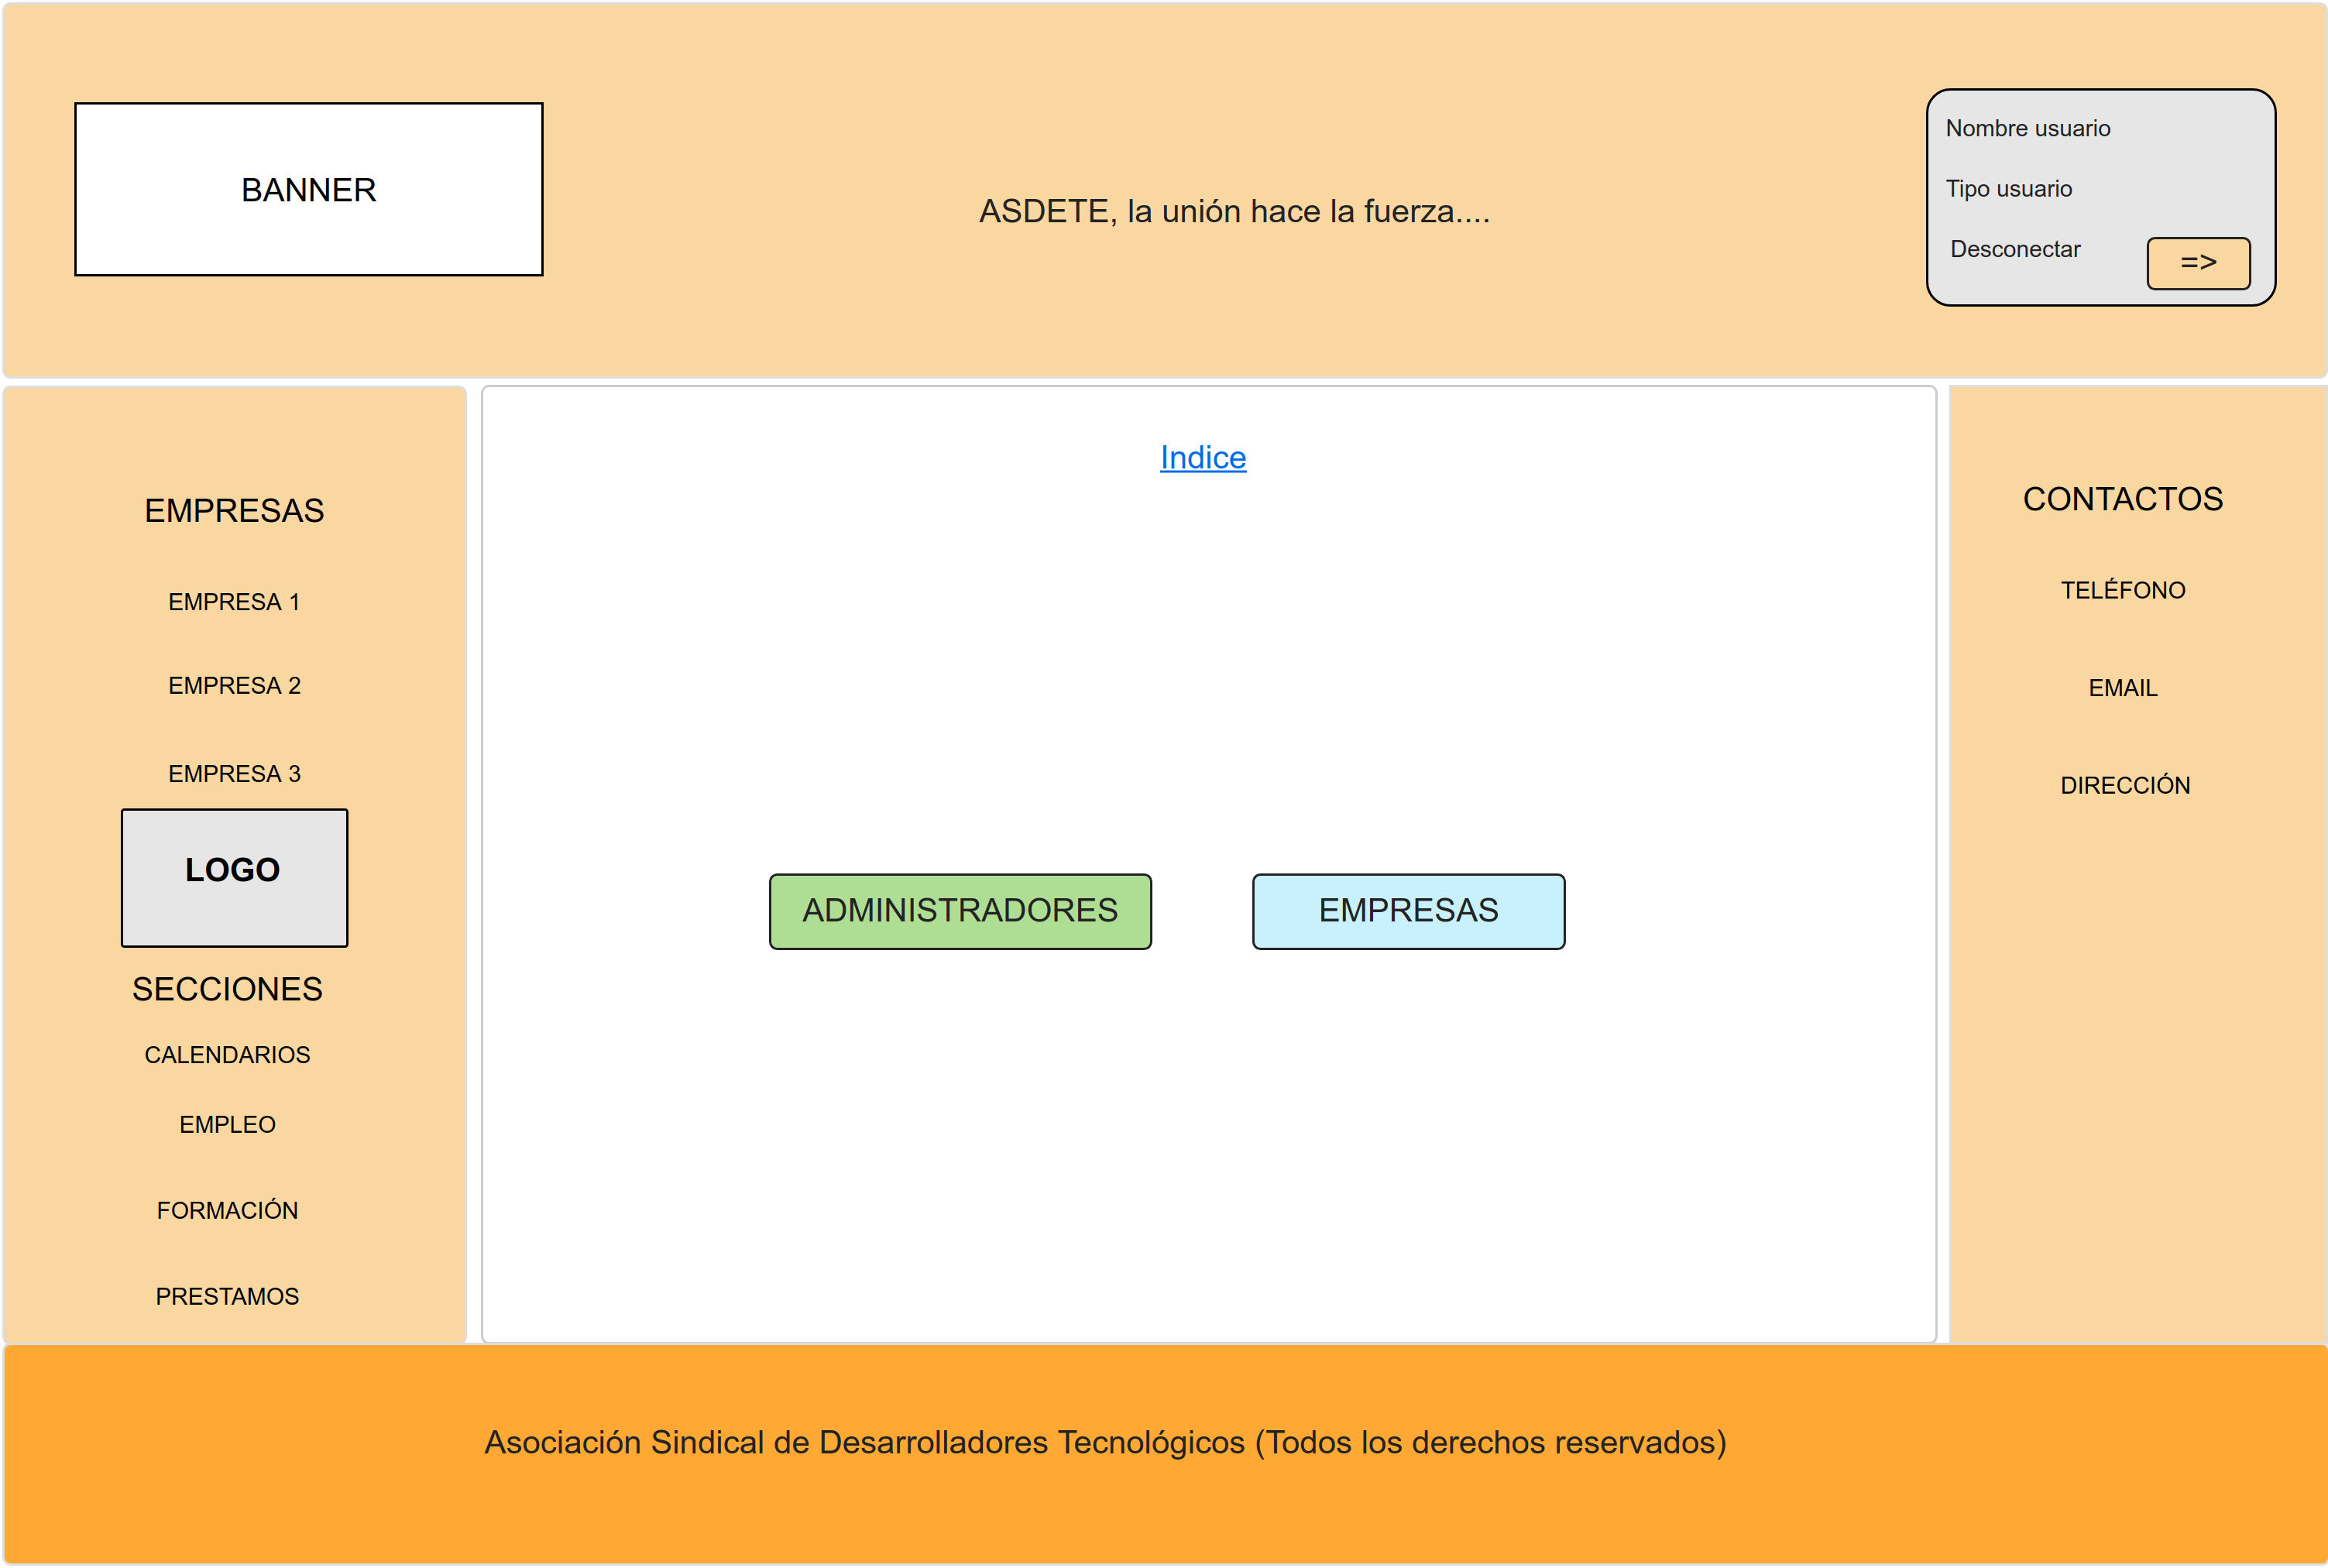 BANNER
ASDETE, la unión hace la fuerza....
Nombre usuario
Tipo usuario
Desconectar
=>
EMPRESAS
EMPRESA 1
EMPRESA 2
EMPRESA 3
LOGO
SECCIONES
CALENDARIOS
EMPLEO
FORMACIÓN
PRESTAMOS
Indice
ADMINISTRADORES
EMPRESAS
CONTACTOS
TELÉFONO
EMAIL
DIRECCIÓN
Asociación Sindical de Desarrolladores Tecnológicos (Todos los derechos reservados)